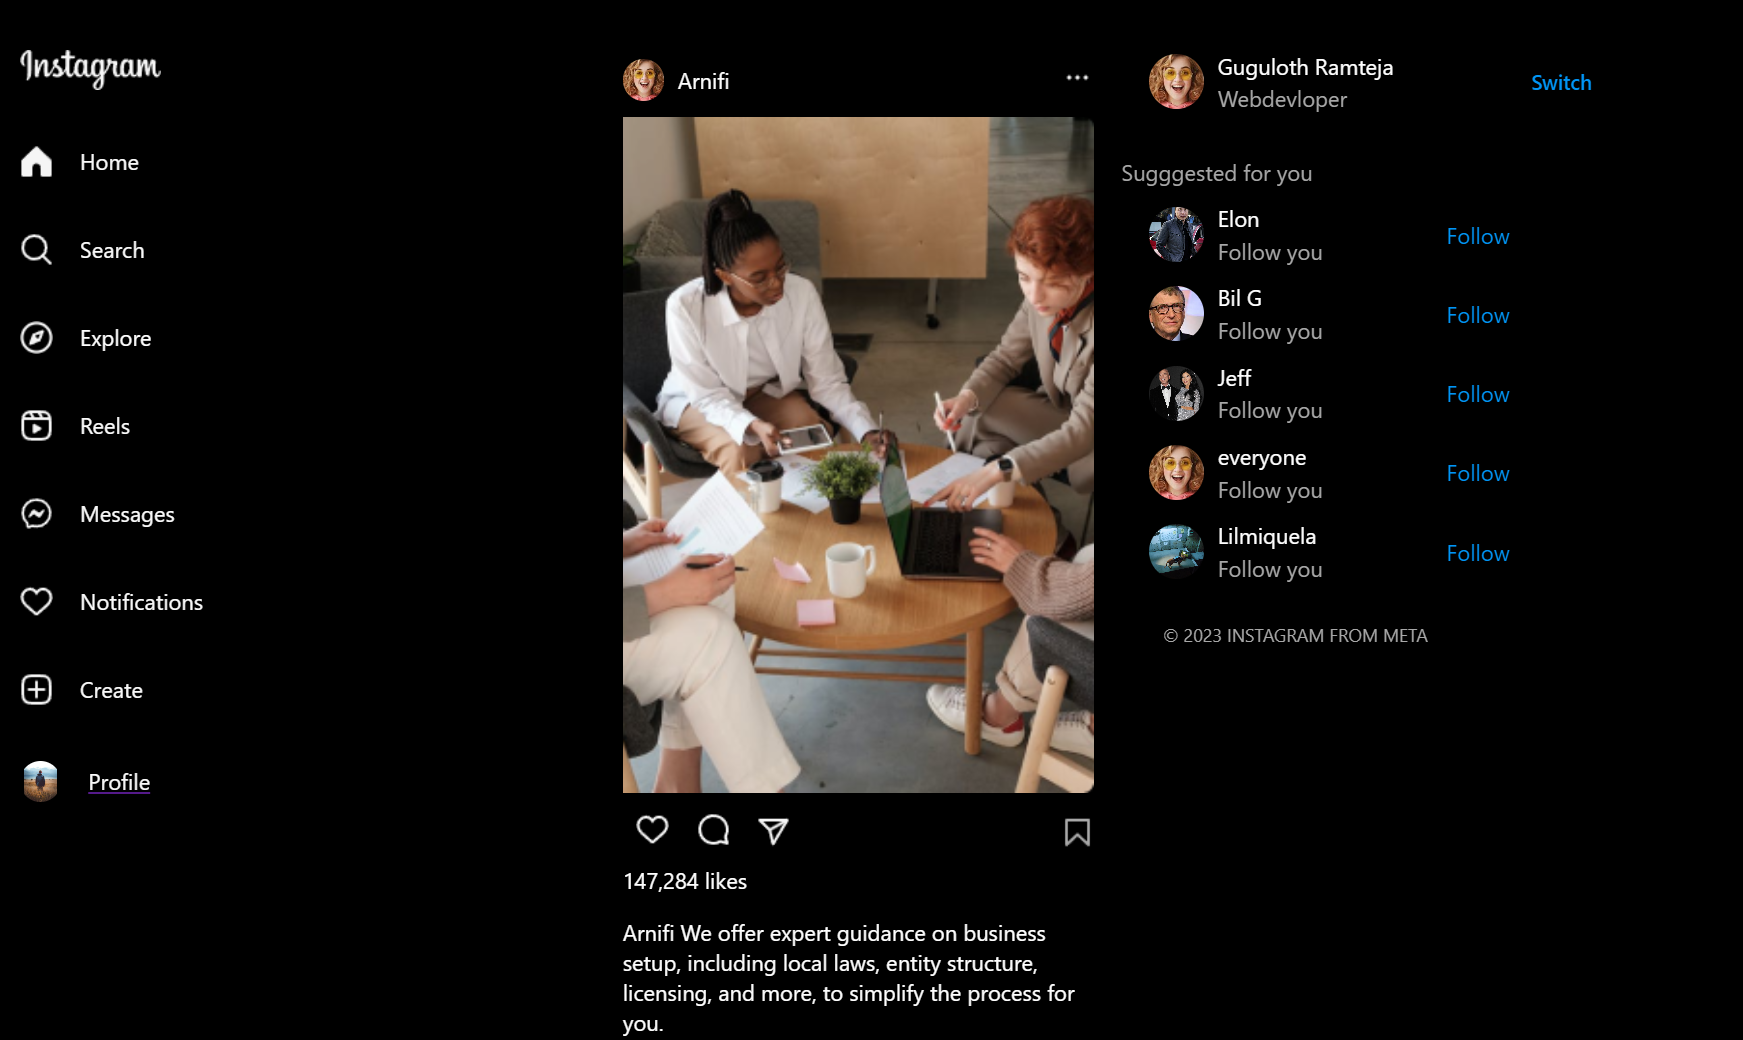 Instagram
Home
Search
Explore
Reels
Messages
Notifications
Create
Profile
Arnifi
147,284 likes
Arnifi We offer expert guidance on business
setup, including local laws, entity structure,
licensing, and more, to simplify the process for
you.
Guguloth Ramteja
Webdevloper
Switch
Sugggested for you
Elon
Follow you
Follow
Bil G
Follow you
Follow
Jeff
Follow you
Follow
everyone
Follow you
Follow
Lilmiquela
Follow you
Follow
© 2023 INSTAGRAM FROM META